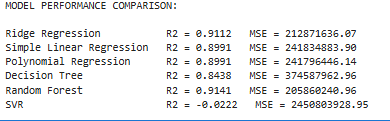 MODEL PERFORMANCE COMPARISON:
Ridge Regression R2 = 0.9112 MSE = 212871636.07
Simple Linear Regression R2 = 0.8991 MSE = 241834883.90
Polynomial Regression R2 = 0.8991 MSE = 241796446.14
Decision Tree R2 = 0.8438 MSE = 374587962.96
Random Forest R2 = 0.9141 MSE = 205860240.96
SVR R2 = -0.0222 MSE = 2450803928.95